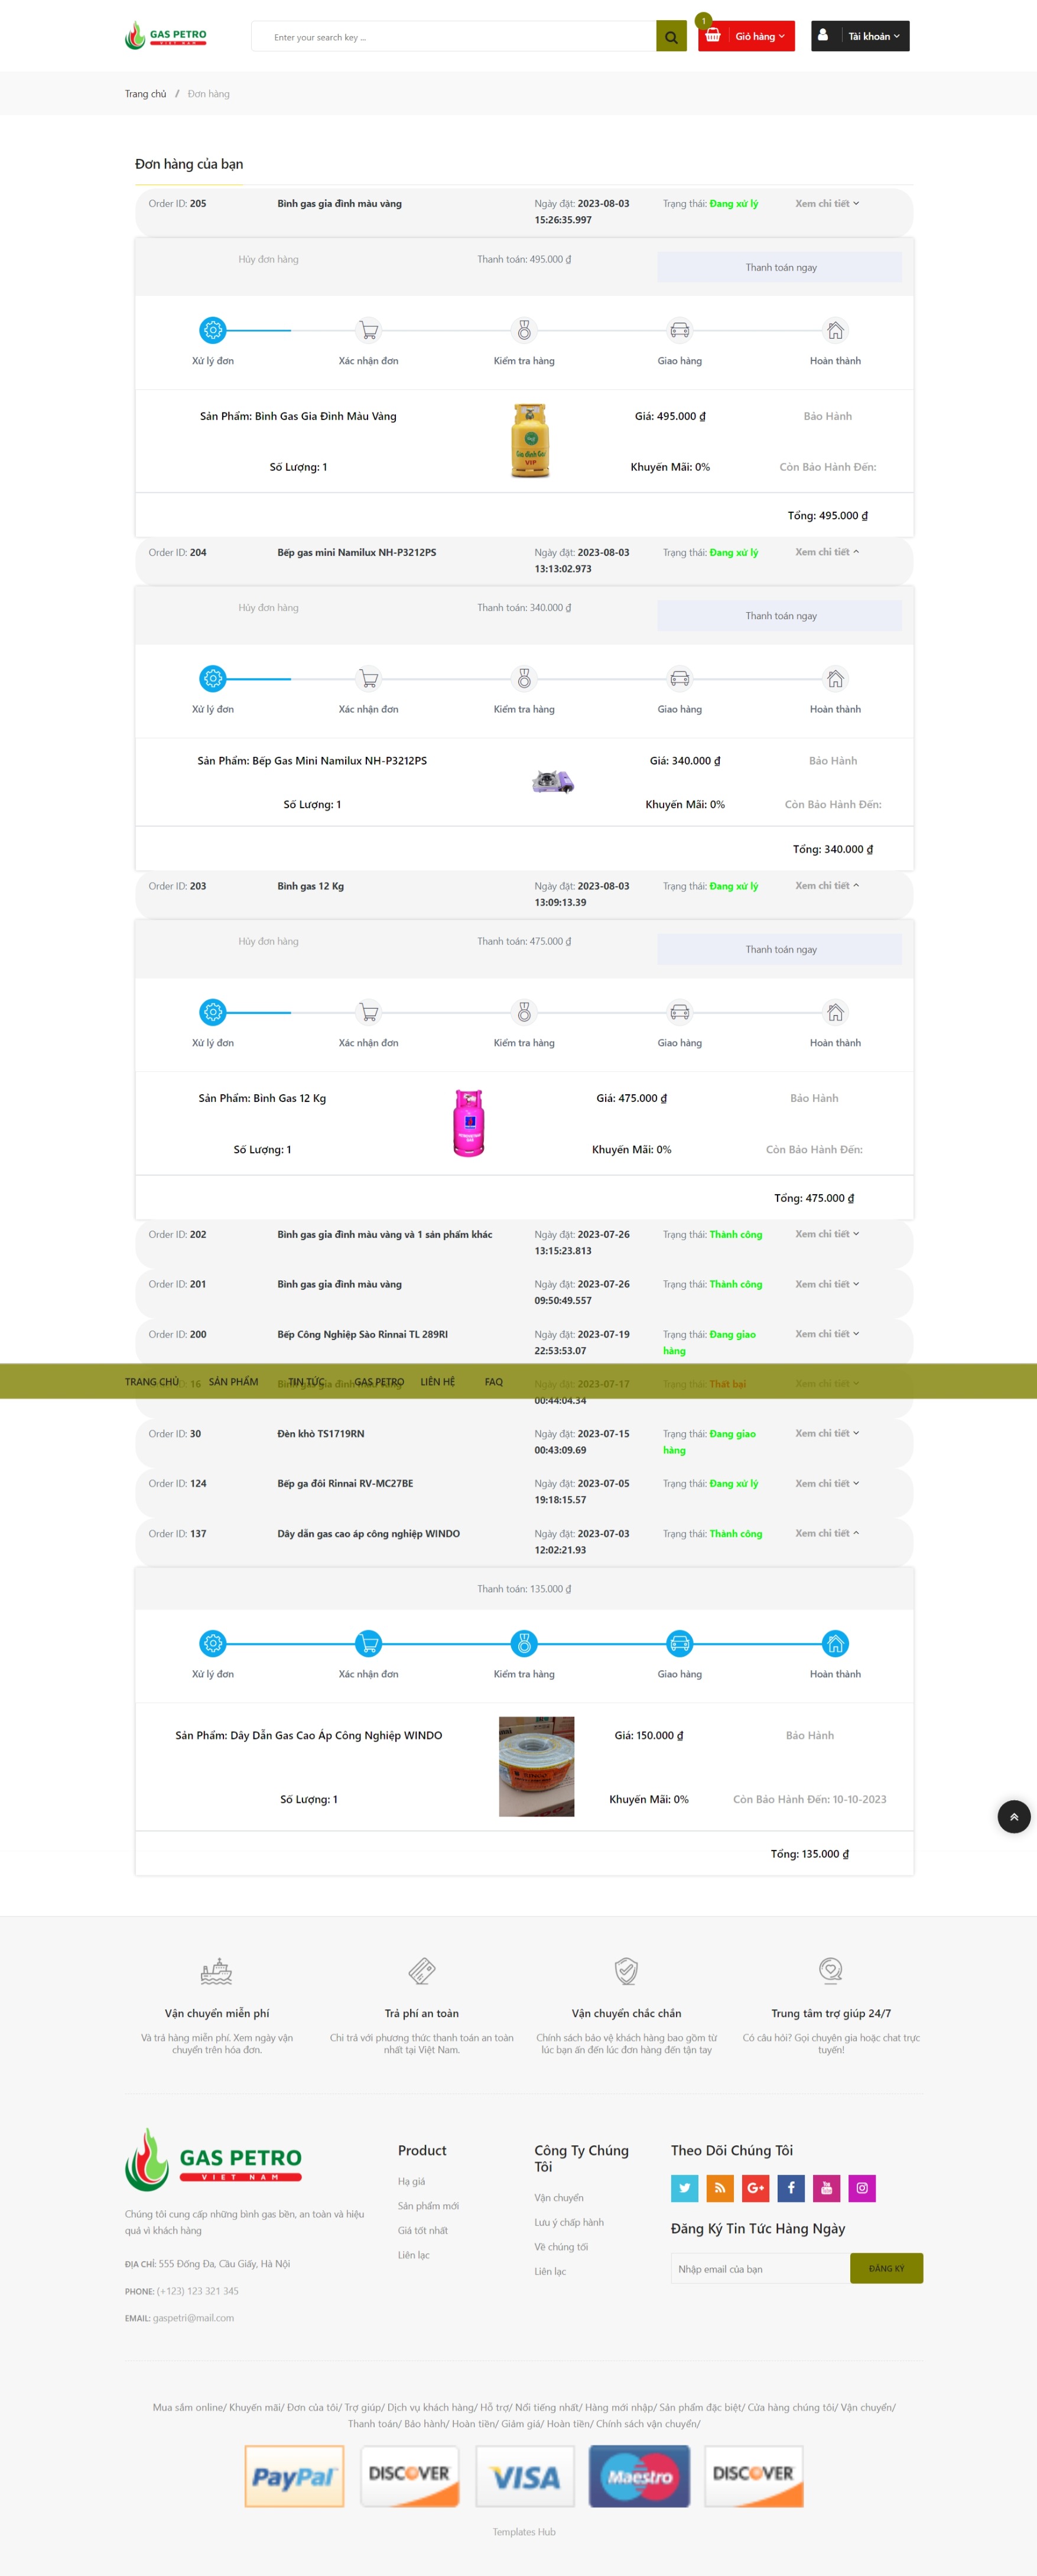 GAS PETRO
VIỆT NAM
Enter your search key ...
1
Giỏ hàng
Tài khoản
Trang chủ / Đơn hàng
Đơn hàng của bạn
Order ID: 205 Bình gas gia đình màu vàng Ngày đặt: 2023-08-03 Trạng thái: Đang xử lý Xem chi tiết
15:26:35.997
Hủy đơn hàng Thanh toán: 495.000 ₫ Thanh toán ngay
Xử lý đơn Xác nhận đơn Kiểm tra hàng Giao hàng Hoàn thành
Sản Phẩm: Bình Gas Gia Đình Màu Vàng Giá: 495.000 ₫ Bảo Hành
Gia đình Gas
VIP
Số Lượng: 1 Khuyến Mãi: 0% Còn Bảo Hành Đến:
Tổng: 495.000 ₫
Order ID: 204 Bếp gas mini Namilux NH-P3212PS Ngày đặt: 2023-08-03 Trạng thái: Đang xử lý Xem chi tiết
13:13:02.973
Hủy đơn hàng Thanh toán: 340.000 ₫ Thanh toán ngay
Xử lý đơn Xác nhận đơn Kiểm tra hàng Giao hàng Hoàn thành
Sản Phẩm: Bếp Gas Mini Namilux NH-P3212PS Giá: 340.000 ₫ Bảo Hành
Số Lượng: 1 Khuyến Mãi: 0% Còn Bảo Hành Đến:
Tổng: 340.000 ₫
Order ID: 203 Bình gas 12 Kg Ngày đặt: 2023-08-03 Trạng thái: Đang xử lý Xem chi tiết
13:09:13.39
Hủy đơn hàng Thanh toán: 475.000 ₫ Thanh toán ngay
Xử lý đơn Xác nhận đơn Kiểm tra hàng Giao hàng Hoàn thành
Sản Phẩm: Bình Gas 12 Kg Giá: 475.000 ₫ Bảo Hành
Số Lượng: 1 Khuyến Mãi: 0% Còn Bảo Hành Đến:
Tổng: 475.000 ₫
Order ID: 202 Bình gas gia đình màu vàng và 1 sản phẩm khác Ngày đặt: 2023-07-26 Trạng thái: Thành công Xem chi tiết
13:15:23.813
Order ID: 201 Bình gas gia đình màu vàng Ngày đặt: 2023-07-26 Trạng thái: Thành công Xem chi tiết
09:50:49.557
Order ID: 200 Bếp Công Nghiệp Sào Rinnai TL 289RI Ngày đặt: 2023-07-19 Trạng thái: Đang giao Xem chi tiết
22:53:53.07 hàng
TRANG CHỦ SẢN PHẨM TIN TỨC GAS PETRO LIÊN HỆ FAQ
Order ID: 16 Bình gas gia đình màu vàng Ngày đặt: 2023-07-17 Trạng thái: Thất bại Xem chi tiết
00:44:04.34
Order ID: 30 Đèn khò TS1719RN Ngày đặt: 2023-07-15 Trạng thái: Đang giao Xem chi tiết
00:43:09.69 hàng
Order ID: 124 Bếp ga đôi Rinnai RV-MC27BE Ngày đặt: 2023-07-05 Trạng thái: Đang xử lý Xem chi tiết
19:18:15.57
Order ID: 137 Dây dẫn gas cao áp công nghiệp WINDO Ngày đặt: 2023-07-03 Trạng thái: Thành công Xem chi tiết
12:02:21.93
Thanh toán: 135.000 ₫
Xử lý đơn Xác nhận đơn Kiểm tra hàng Giao hàng Hoàn thành
Sản Phẩm: Dây Dẫn Gas Cao Áp Công Nghiệp WINDO Giá: 150.000 ₫ Bảo Hành
Số Lượng: 1 Khuyến Mãi: 0% Còn Bảo Hành Đến: 10-10-2023
Tổng: 135.000 ₫
Vận chuyển miễn phí Trả phí an toàn Vận chuyển chắc chắn Trung tâm trợ giúp 24/7
Và trả hàng miễn phí. Xem ngày vận Chi trả với phương thức thanh toán an toàn Chính sách bảo vệ khách hàng bao gồm từ Có câu hỏi? Gọi chuyên gia hoặc chat trực
chuyển trên hóa đơn. nhất tại Việt Nam. lúc bạn ấn đến lúc đơn hàng đến tận tay tuyến!
GAS PETRO
VIET NAM
Chúng tôi cung cấp những bình gas bền, an toàn và hiệu
quả vì khách hàng
ĐỊA CHỈ: 555 Đống Đa, Cầu Giấy, Hà Nội
PHONE: (+123) 123 321 345
EMAIL: gaspetri@mail.com
Product
Hạ giá
Sản phẩm mới
Giá tốt nhất
Liên lạc
Công Ty Chúng
Tôi
Vận chuyển
Lưu ý chấp hành
Về chúng tôi
Liên lạc
Theo Dõi Chúng Tôi
Đăng Ký Tin Tức Hàng Ngày
Nhập email của bạn
ĐĂNG KÝ
Mua sắm online/ Khuyến mãi/ Đơn của tôi/ Trợ giúp/ Dịch vụ khách hàng/ Hỗ trợ/ Nổi tiếng nhất/ Hàng mới nhập/ Sản phẩm đặc biệt/ Cửa hàng chúng tôi/ Vận chuyển/
Thanh toán/ Bảo hành/ Hoàn tiền/ Giảm giá/ Hoàn tiền/ Chính sách vận chuyển/
PayPal DISCOVER VISA Maestro DISCOVER
Templates Hub